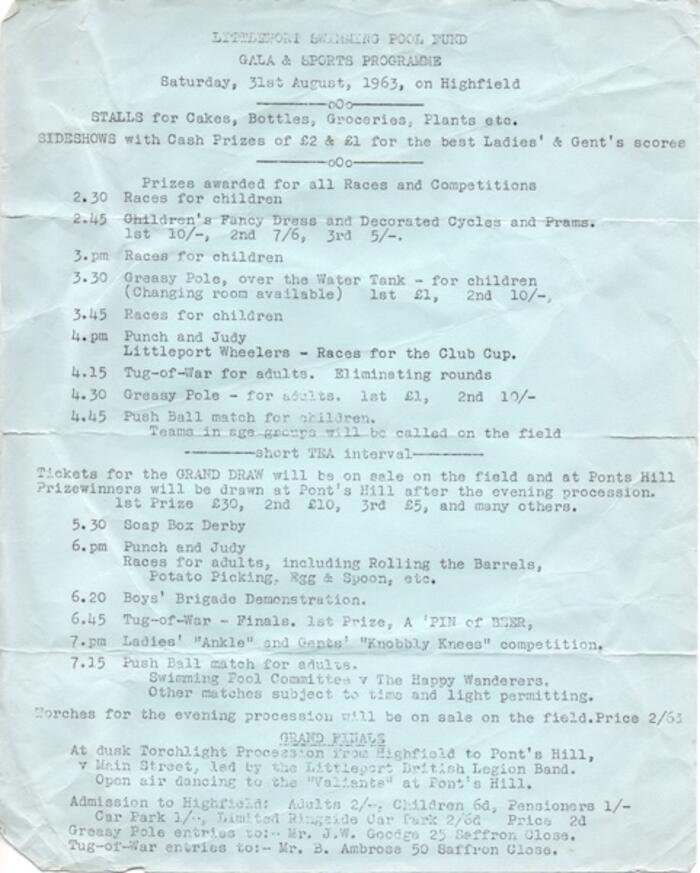 LITTLEPORT SWIMMING POOL FUND
GALA & SPORTS PROGRAMME
Saturday, 31st August, 1963, on Highfield
-------oOo-------
STALLS for Cakes, Bottles, Groceries, Plants etc.
SIDESHOWS with Cash Prizes of £2 & £1 for the best Ladies' & Gent's scores
-------oOo-------
Prizes awarded for all Races and Competitions
2.30 Races for children
2.45 Children's Fancy Dress and Decorated Cycles and Prams.
1st 10/-, 2nd 7/6, 3rd 5/-.
3.pm Races for children
3.30 Greasy Pole, over the Water Tank - for children
(Changing room available) 1st £1, 2nd 10/-,
3.45 Races for children
4.pm Punch and Judy
Littleport Wheelers - Races for the Club Cup.
4.15 Tug-of-War for adults. Eliminating rounds
4.30 Greasy Pole - for adults. 1st £1, 2nd 10/-
4.45 Push Ball match for children.
Teams in age groups will be called on the field
-------short TEA interval-------
Tickets for the GRAND DRAW will be on sale on the field and at Ponts Hill
Prizewinners will be drawn at Pont's Hill after the evening procession.
1st Prize £30, 2nd £10, 3rd £5, and many others.
5.30 Soap Box Derby
6.pm Punch and Judy
Races for adults, including Rolling the Barrels,
Potato Picking, Egg & Spoon, etc.
6.20 Boys' Brigade Demonstration.
6.45 Tug-of-War - Finals. 1st Prize, A 'PIN of BEER,
7.pm Ladies' "Ankle" and Gents' "Knobbly Knees" competition.
7.15 Push Ball match for adults.
Swimming Pool Committee v The Happy Wanderers.
Other matches subject to time and light permitting.
Torches for the evening procession will be on sale on the field.Price 2/6
GRAND FINALE
At dusk Torchlight Procession from Highfield to Pont's Hill,
v Main Street, led by the Littleport British Legion Band.
Open air dancing to the "Valiants" at Pont's Hill.
Admission to Highfield: Adults 2/-, Children 6d, Pensioners 1/-
Car Park 1/-, Limited Ringside Car Park 2/6d Price 2d
Greasy Pole entries to:- Mr. J.W. Goodge 25 Saffron Close.
Tug-of-War entries to:- Mr. B. Ambrose 50 Saffron Close.